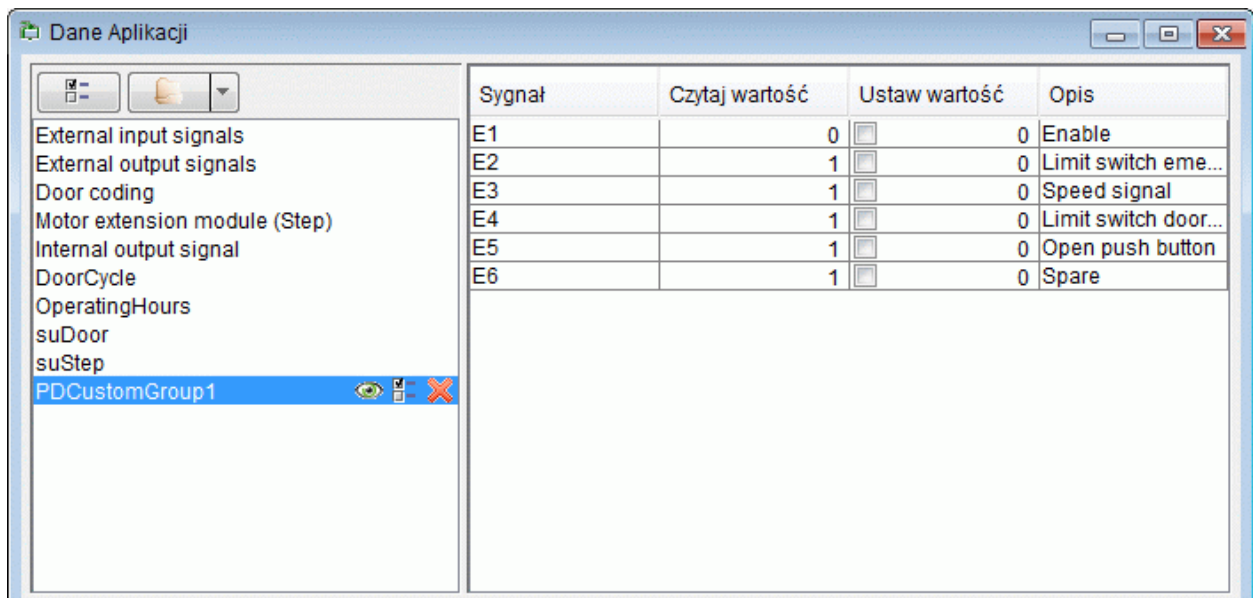 Dane Aplikacji
Sygnał Czytaj wartość Ustaw wartość Opis
External input signals
External output signals
Door coding
Motor extension module (Step)
Internal output signal
DoorCycle
OperatingHours
suDoor
suStep
PDCustomGroup1
E1 0 0 Enable
E2 1 0 Limit switch eme...
E3 1 0 Speed signal
E4 1 0 Limit switch door...
E5 1 0 Open push button
E6 1 0 Spare